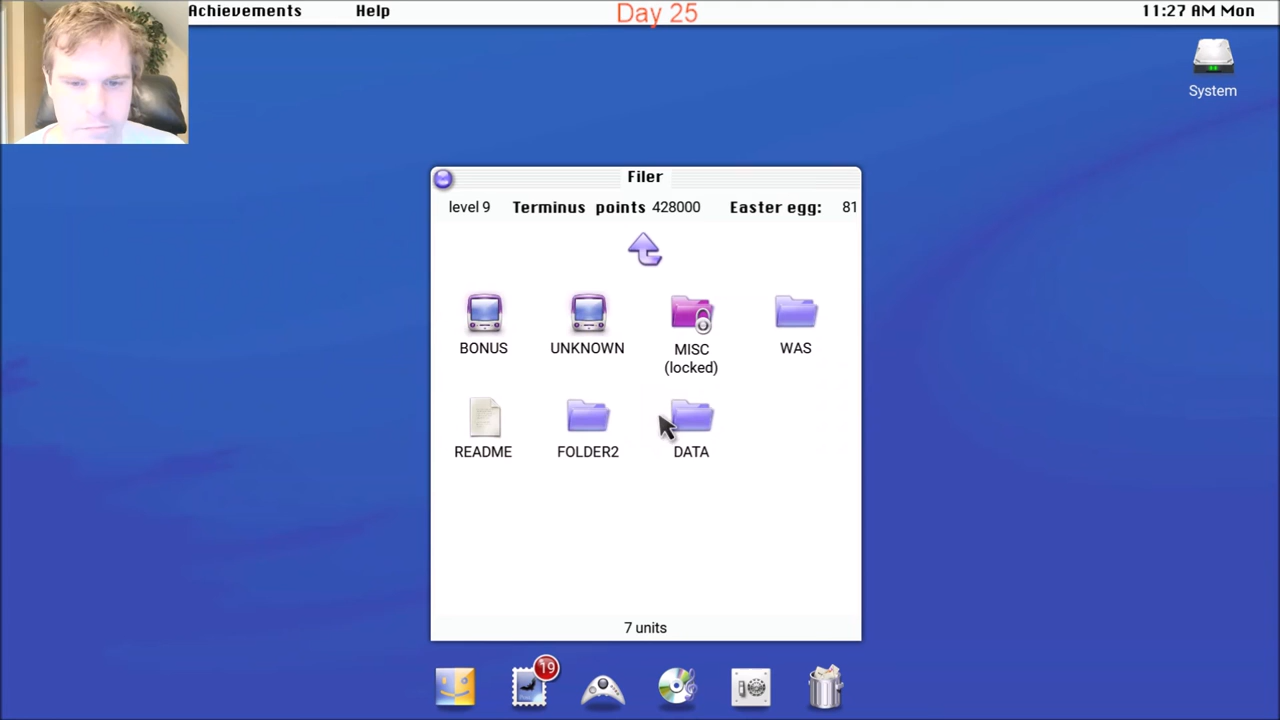 Achievements Help Day 25 11:27 AM Mon
System
Filer
level 9 Terminus points 428000 Easter egg: 81
BONUS UNKNOWN MISC (locked) WAS
README FOLDER2 DATA
7 units
19